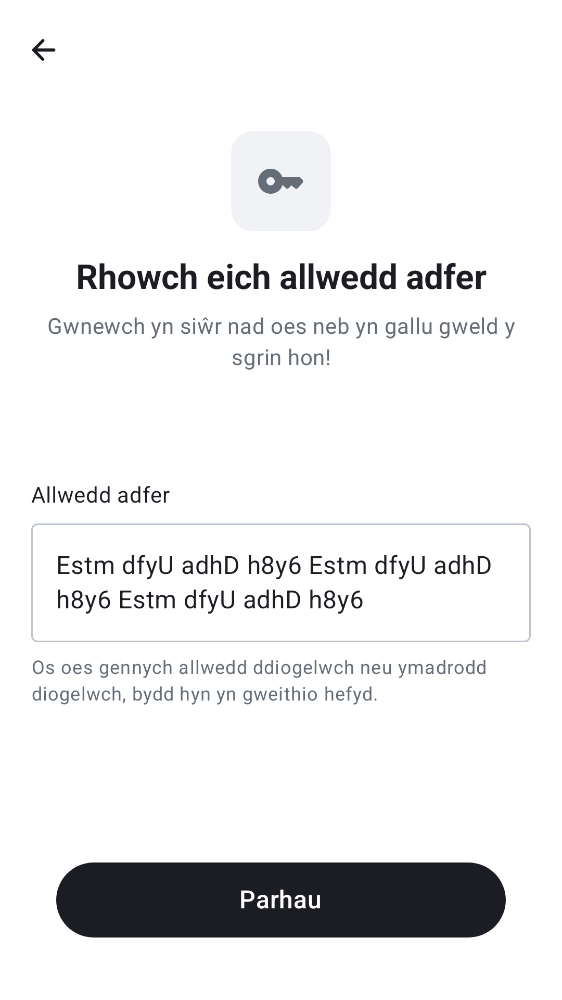 Rhowch eich allwedd adfer
Gwnewch yn siŵr nad oes neb yn gallu gweld y
sgrin hon!
Allwedd adfer
Estm dfyU adhD h8y6 Estm dfyU adhD
h8y6 Estm dfyU adhD h8y6
Os oes gennych allwedd ddiogelwch neu ymadrodd
diogelwch, bydd hyn yn gweithio hefyd.
Parhau